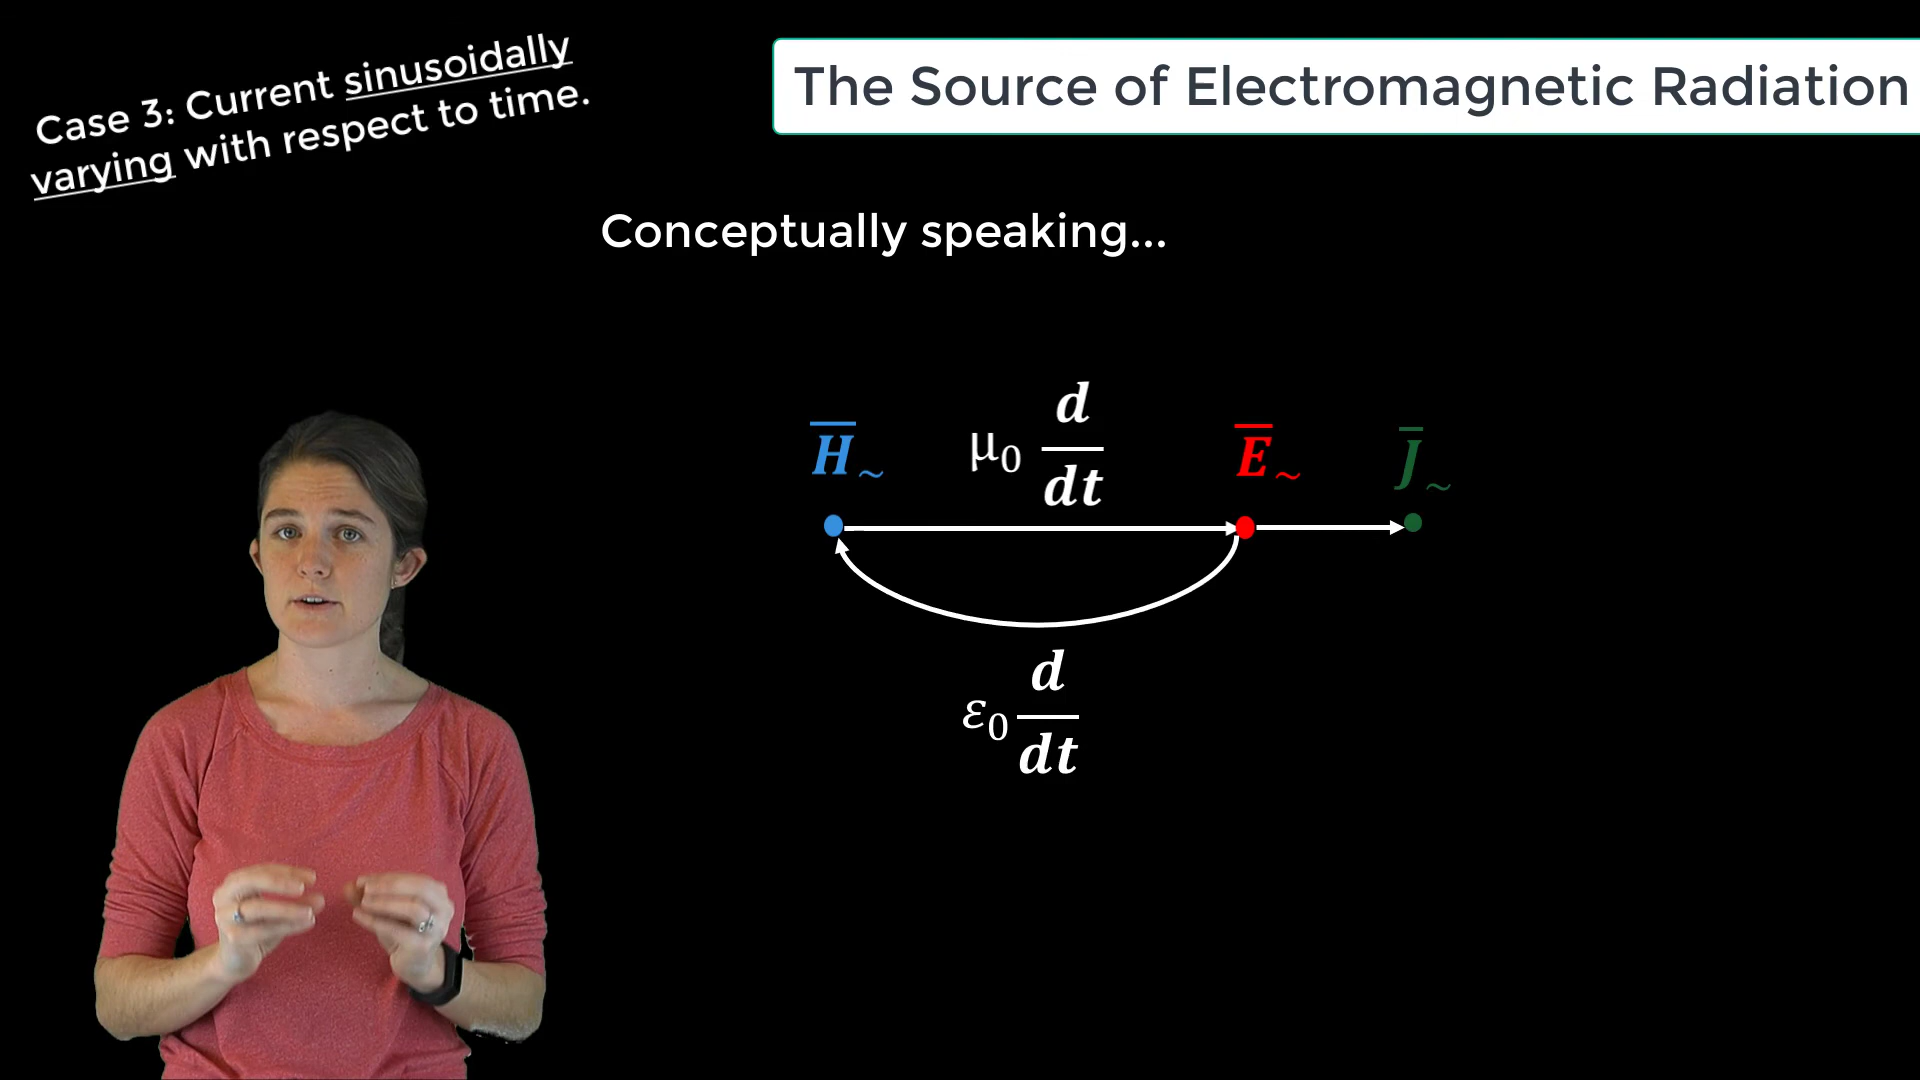 Case 3: Current sinusoidally
varying with respect to time.
The Source of Electromagnetic Radiation
Conceptually speaking...
H̅~ μ₀ d/dt E̅~ J̅~
ε₀ d/dt